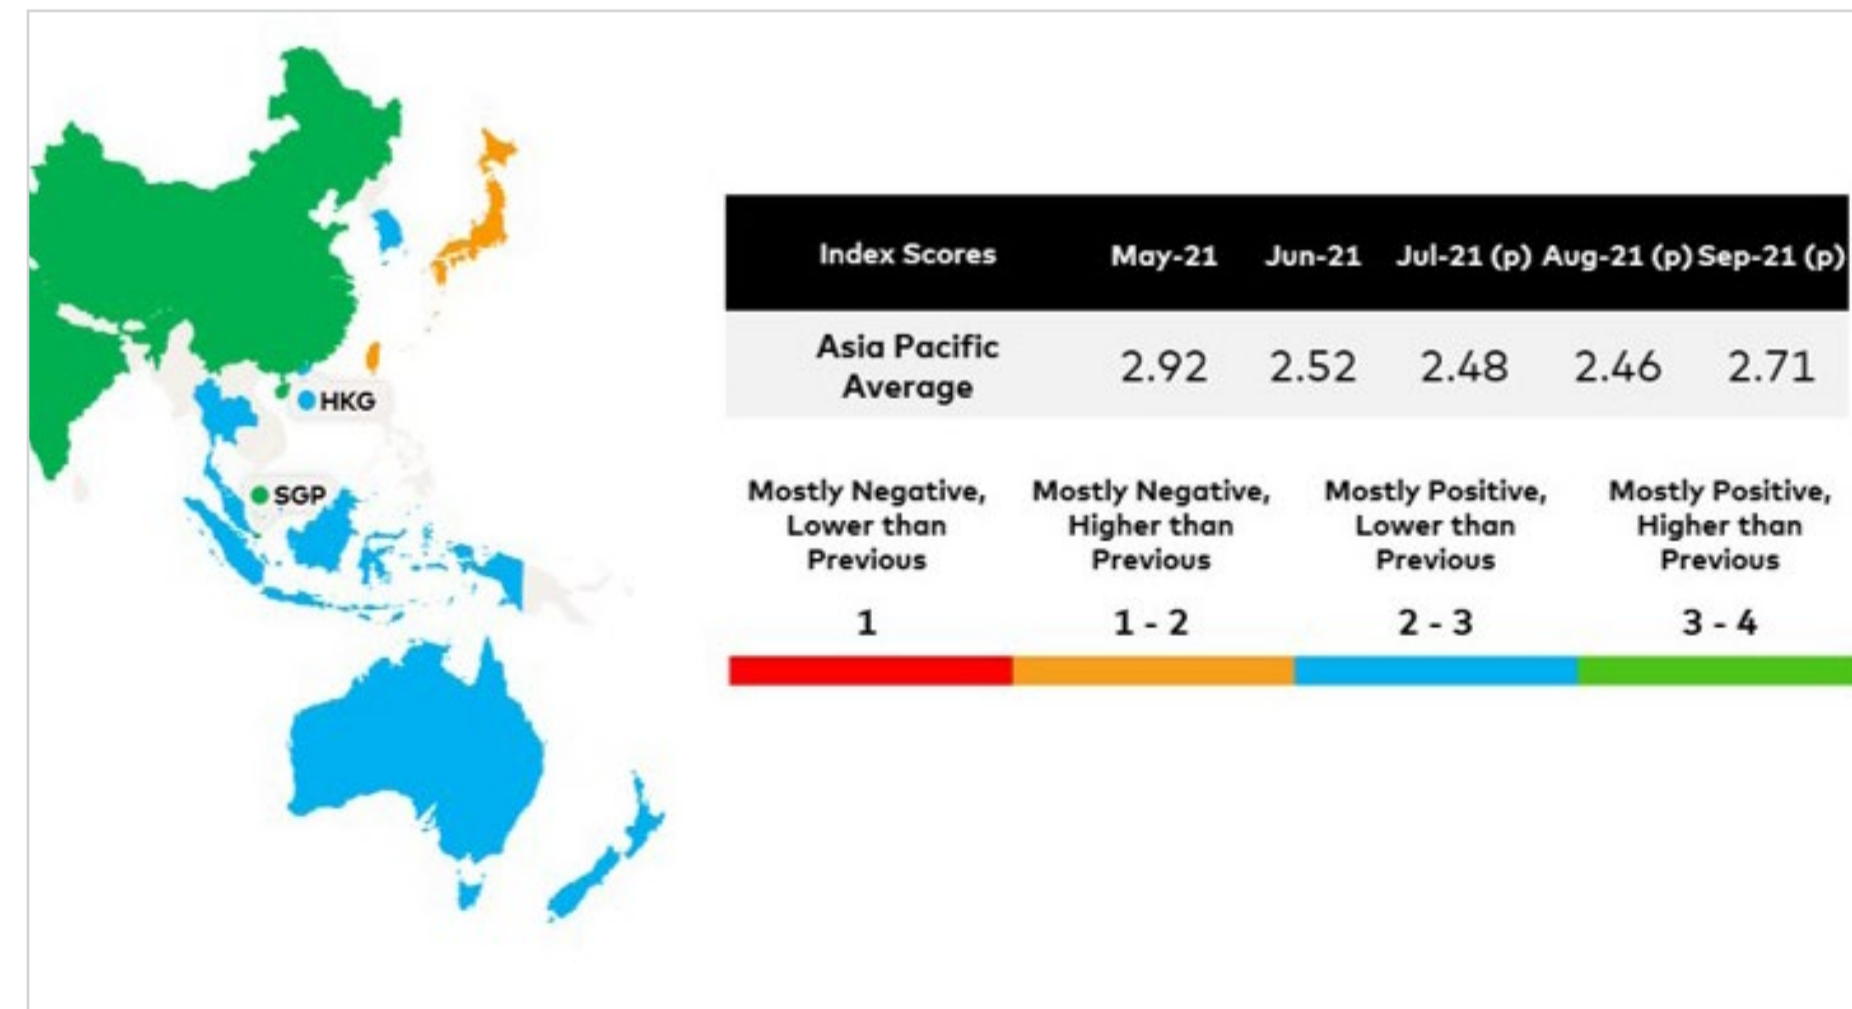 HKG
SGP
Index Scores May-21 Jun-21 Jul-21 (p) Aug-21 (p) Sep-21 (p)
Asia Pacific
Average
2.92 2.52 2.48 2.46 2.71
Mostly Negative,
Lower than
Previous
1
Mostly Negative,
Higher than
Previous
1 - 2
Mostly Positive,
Lower than
Previous
2 - 3
Mostly Positive,
Higher than
Previous
3 - 4